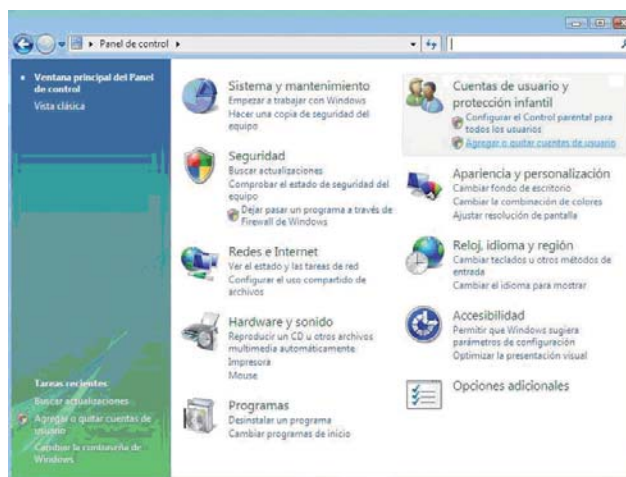 Panel de control
Ventana principal del Panel
de control
Vista clásica
Sistema y mantenimiento
Empezar a trabajar con Windows
Hacer una copia de seguridad del
equipo
Seguridad
Buscar actualizaciones
Comprobar el estado de seguridad del
equipo
Dejar pasar un programa a través de
Firewall de Windows
Redes e Internet
Ver el estado y las tareas de red
Configurar el uso compartido de
archivos
Hardware y sonido
Reproducir un CD u otros archivos
multimedia automáticamente
Impresora
Mouse
Programas
Desinstalar un programa
Cambiar programas de inicio
Cuentas de usuario y
protección infantil
Configurar el Control parental para
todos los usuarios
Agregar o quitar cuentas de usuario
Apariencia y personalización
Cambiar fondo de escritorio
Cambiar la combinación de colores
Ajustar resolución de pantalla
Reloj, idioma y región
Cambiar teclados u otros métodos de
entrada
Cambiar el idioma para mostrar
Accesibilidad
Permitir que Windows sugiera
parámetros de configuración
Optimizar la presentación visual
Opciones adicionales
Tareas recientes
Buscar actualizaciones
Agregar o quitar cuentas de
usuario
Cambiar la contraseña de
Windows